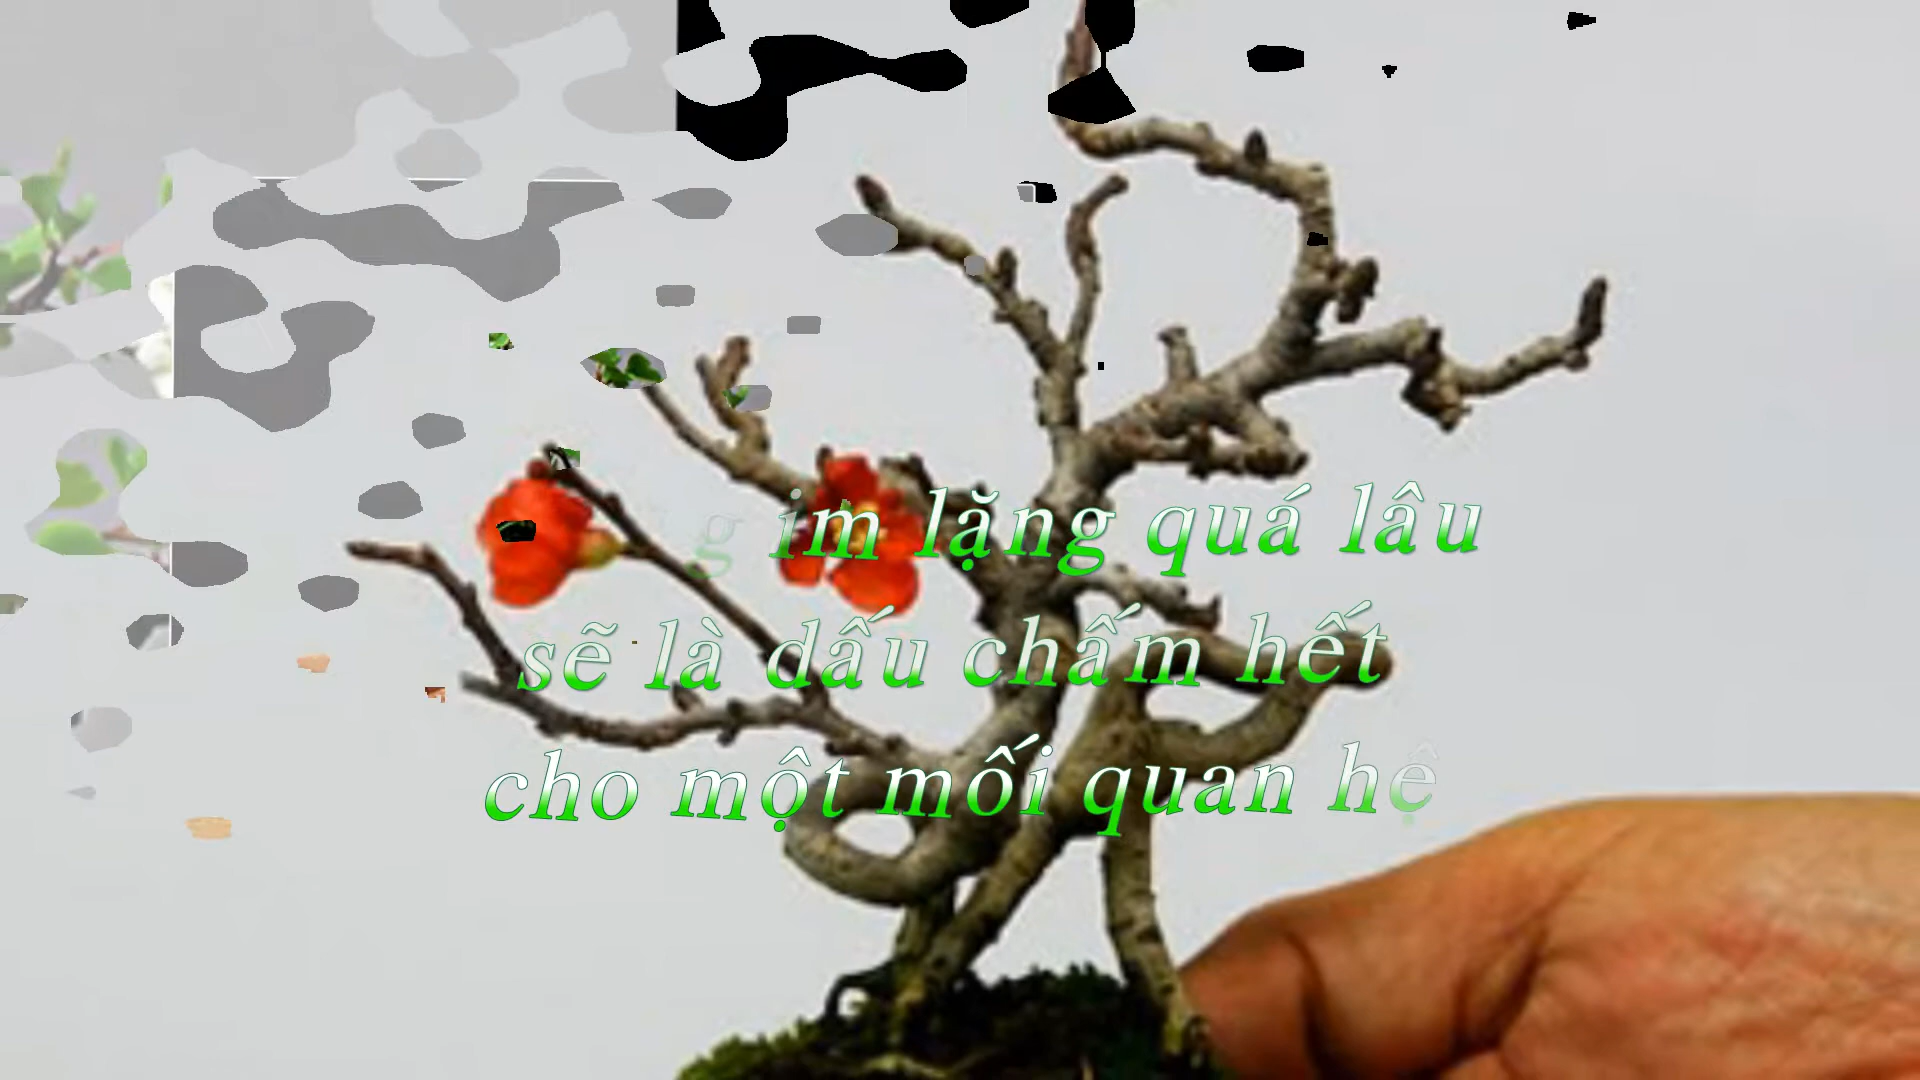 g im lặng quá lâu
sẽ là dấu chấm hết
cho một mối quan hệ